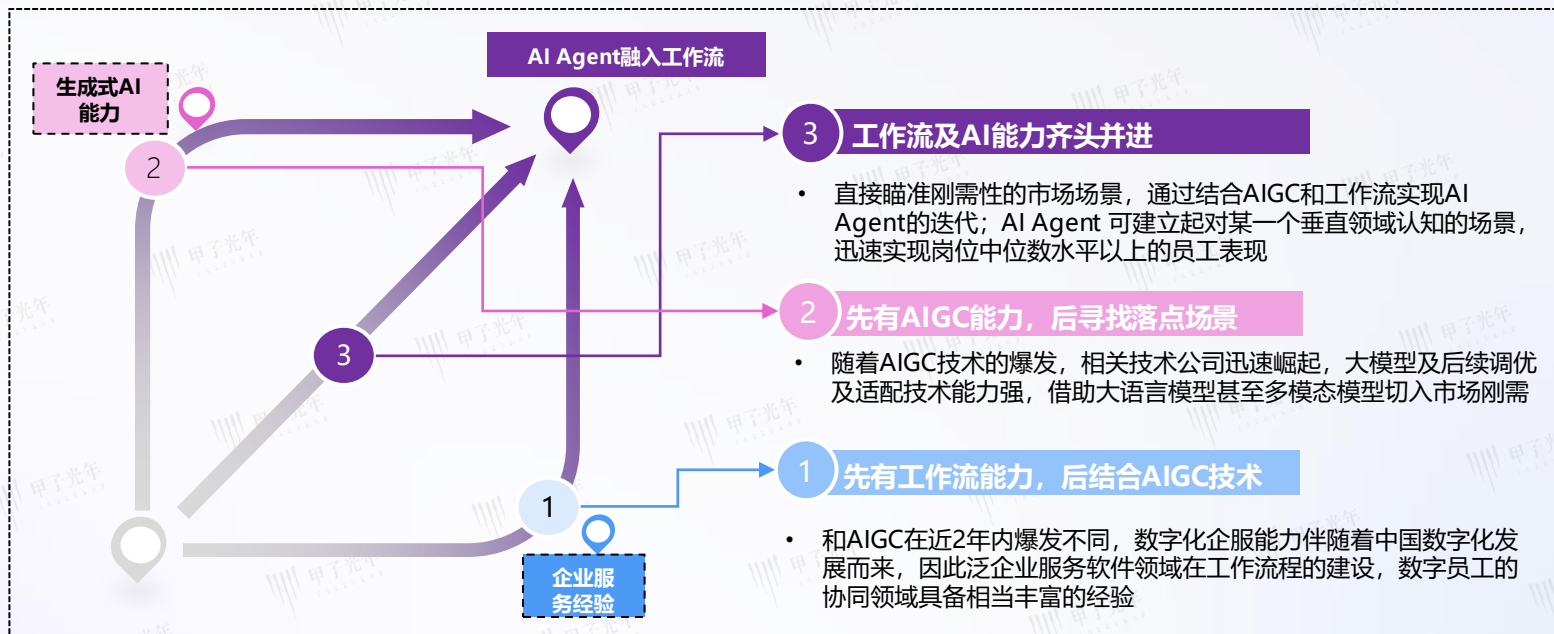 AI Agent融入工作流
生成式AI
能力
2
3
1
企业服
务经验
3
工作流及AI能力齐头并进
• 直接瞄准刚需性的市场场景，通过结合AIGC和工作流实现AI
Agent的迭代；AI Agent 可建立起对某一个垂直领域认知的场景，
迅速实现岗位中位数水平以上的员工表现
2
先有AIGC能力，后寻找落点场景
• 随着AIGC技术的爆发，相关技术公司迅速崛起，大模型及后续调优
及适配技术能力强，借助大语言模型甚至多模态模型切入市场刚需
1
先有工作流能力，后结合AIGC技术
• 和AIGC在近2年内爆发不同，数字化企服能力伴随着中国数字化发
展而来，因此泛企业服务软件领域在工作流程的建设，数字员工的
协同领域具备相当丰富的经验
甲子光年